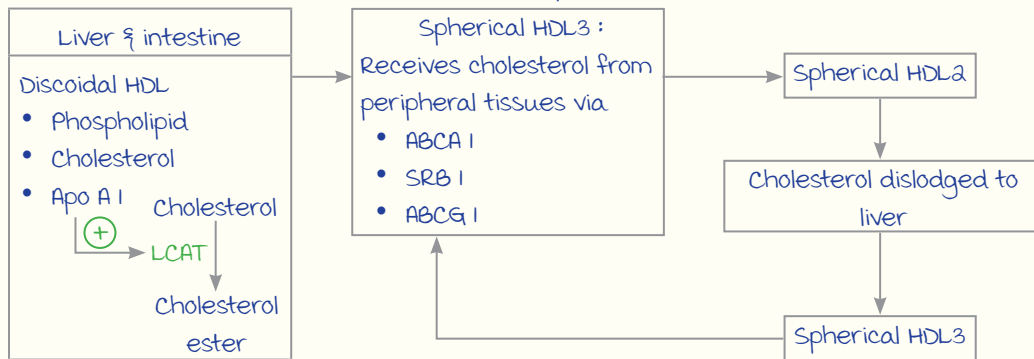 Liver & intestine
Discoidal HDL
• Phospholipid
• Cholesterol
• Apo A 1
+
Cholesterol
LCAT
Cholesterol
ester
Spherical HDL3 :
Receives cholesterol from
peripheral tissues via
• ABCA 1
• SRB 1
• ABCG 1
Spherical HDL2
Cholesterol dislodged to
liver
Spherical HDL3